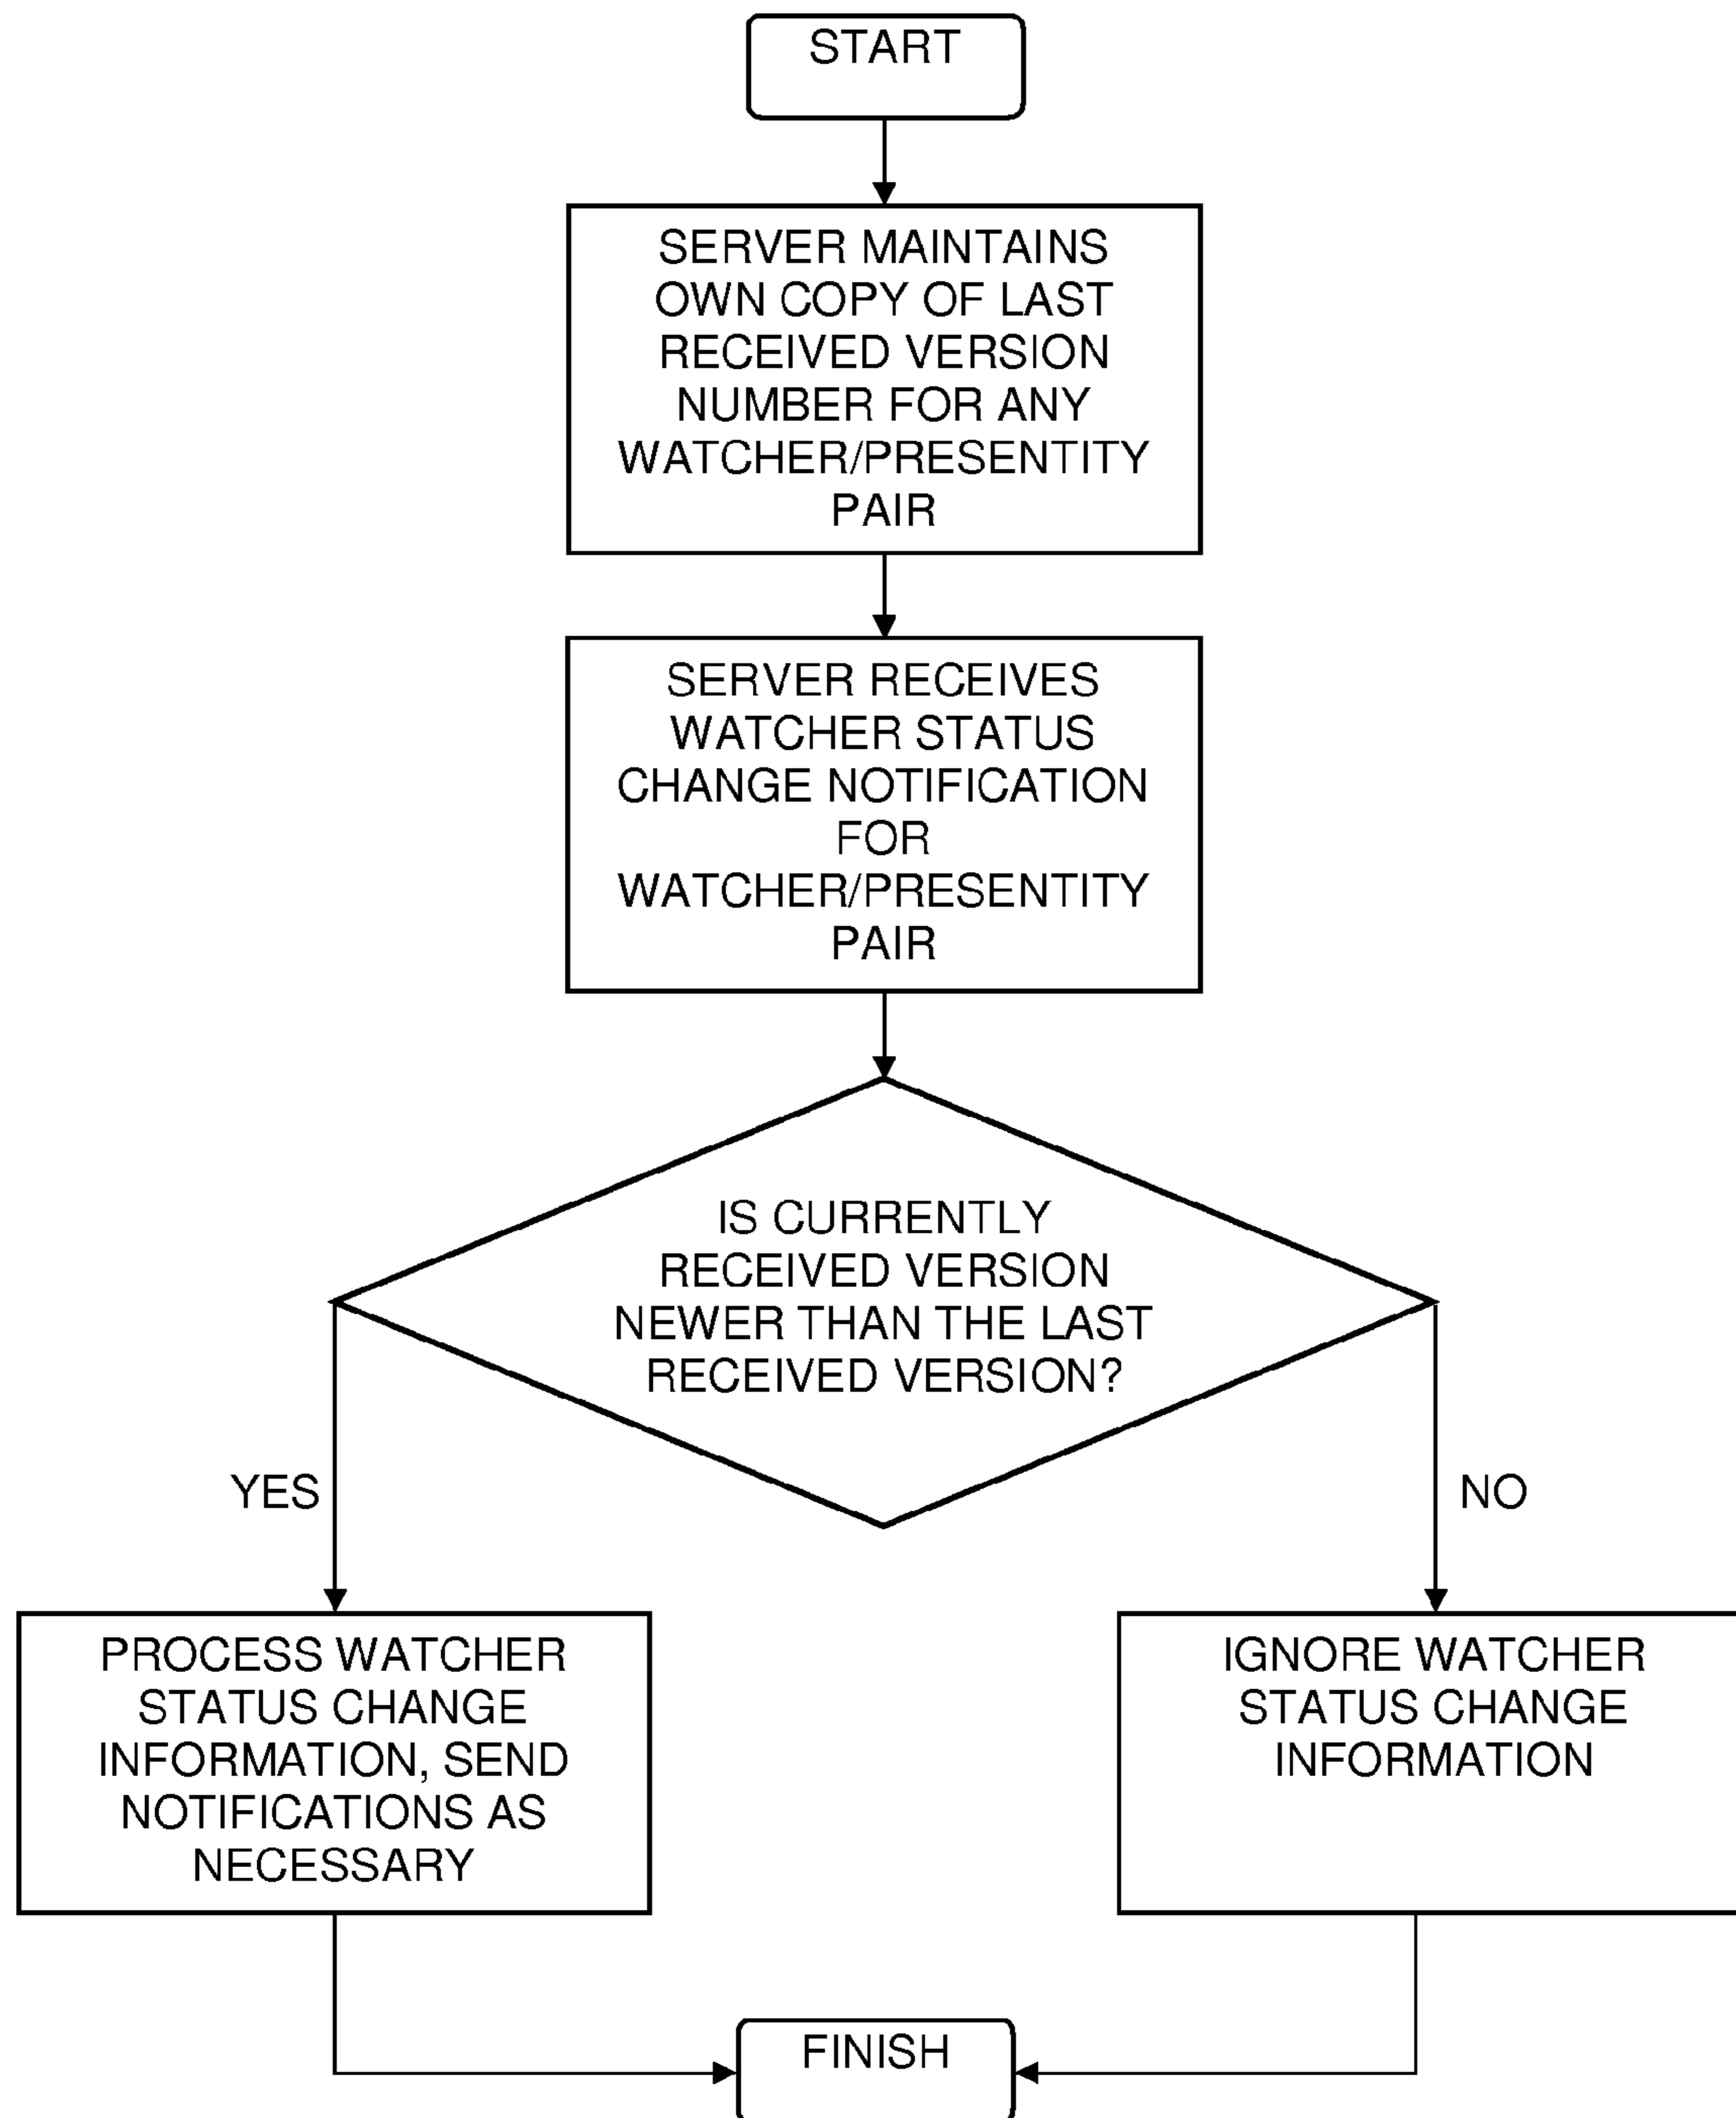 START
SERVER MAINTAINS
OWN COPY OF LAST
RECEIVED VERSION
NUMBER FOR ANY
WATCHER/PRESENTITY
PAIR
SERVER RECEIVES
WATCHER STATUS
CHANGE NOTIFICATION
FOR
WATCHER/PRESENTITY
PAIR
IS CURRENTLY
RECEIVED VERSION
NEWER THAN THE LAST
RECEIVED VERSION?
YES
NO
PROCESS WATCHER
STATUS CHANGE
INFORMATION, SEND
NOTIFICATIONS AS
NECESSARY
IGNORE WATCHER
STATUS CHANGE
INFORMATION
FINISH